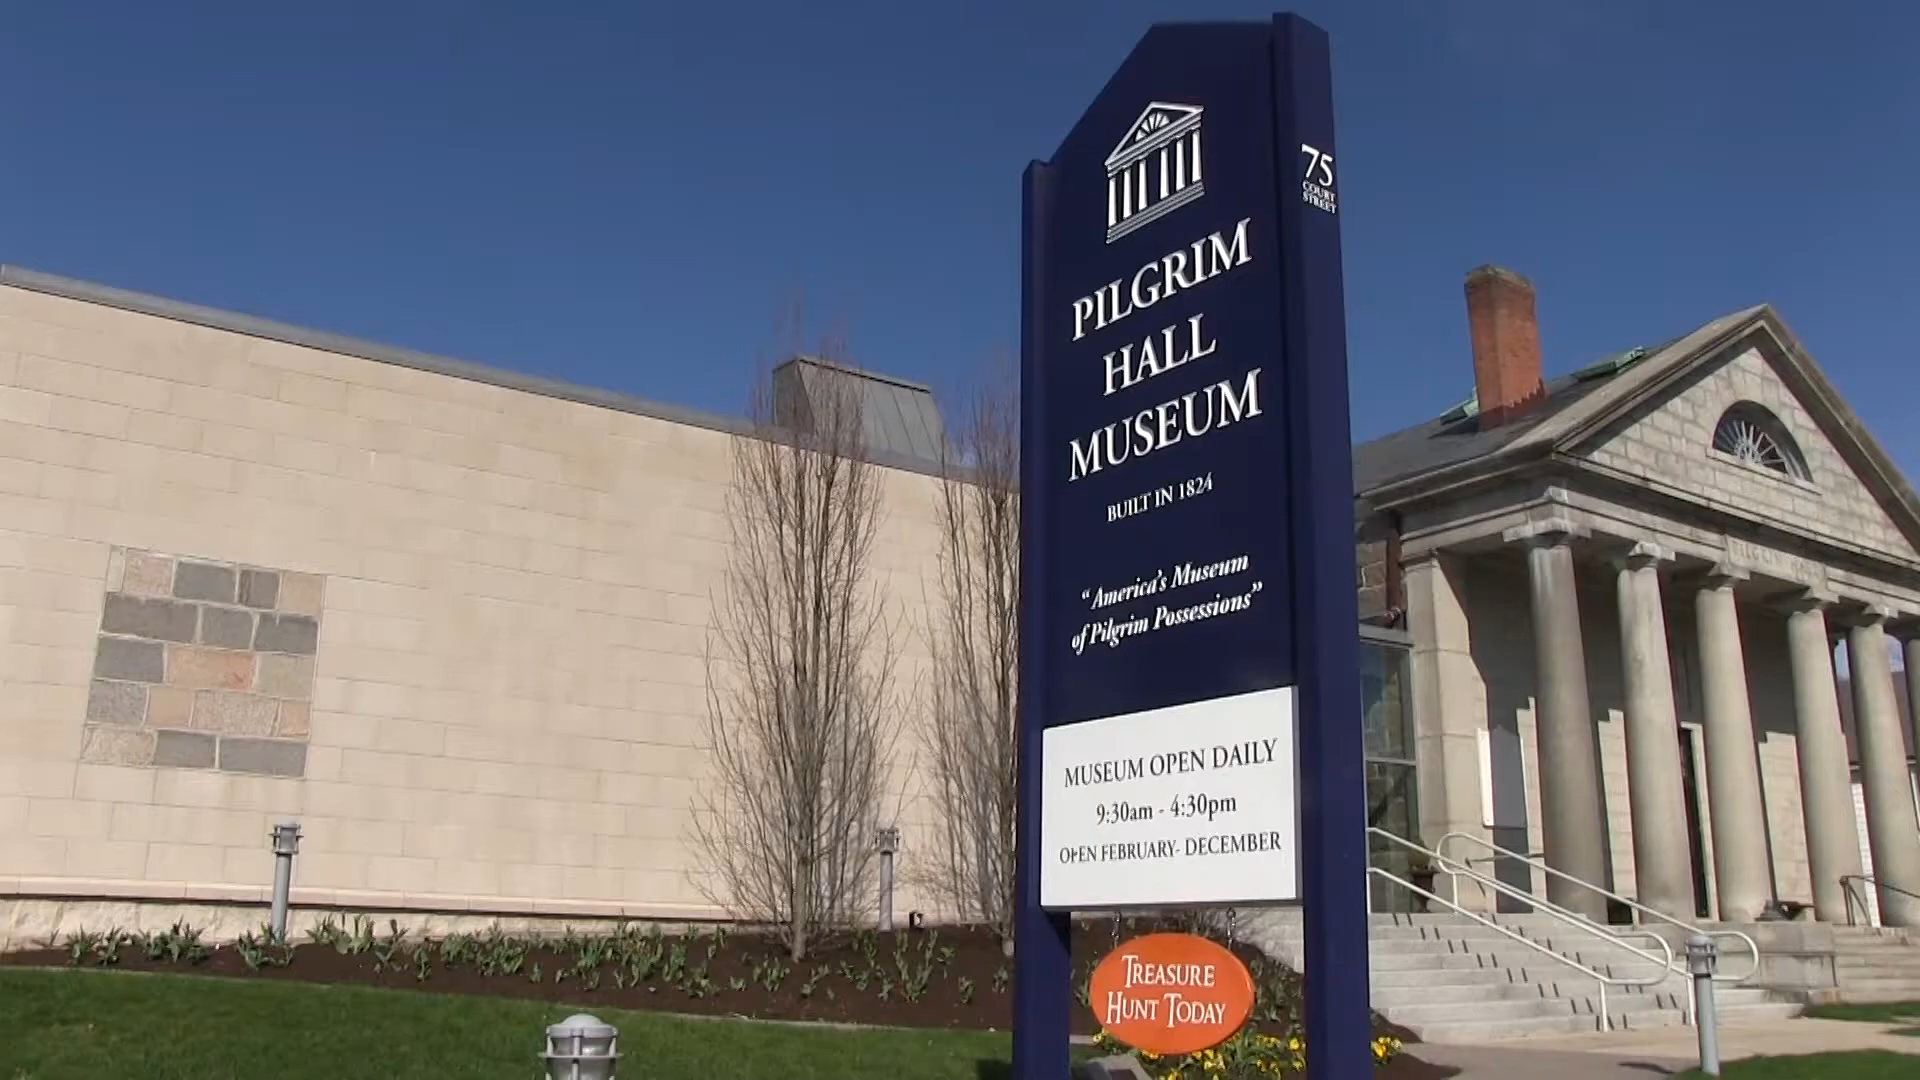 75
COURT
STREET
PILGRIM
HALL
MUSEUM
BUILT IN 1824
"America's Museum
of Pilgrim Possessions"
MUSEUM OPEN DAILY
9:30am - 4:30pm
OPEN FEBRUARY- DECEMBER
TREASURE
HUNT TODAY
PILGRIM